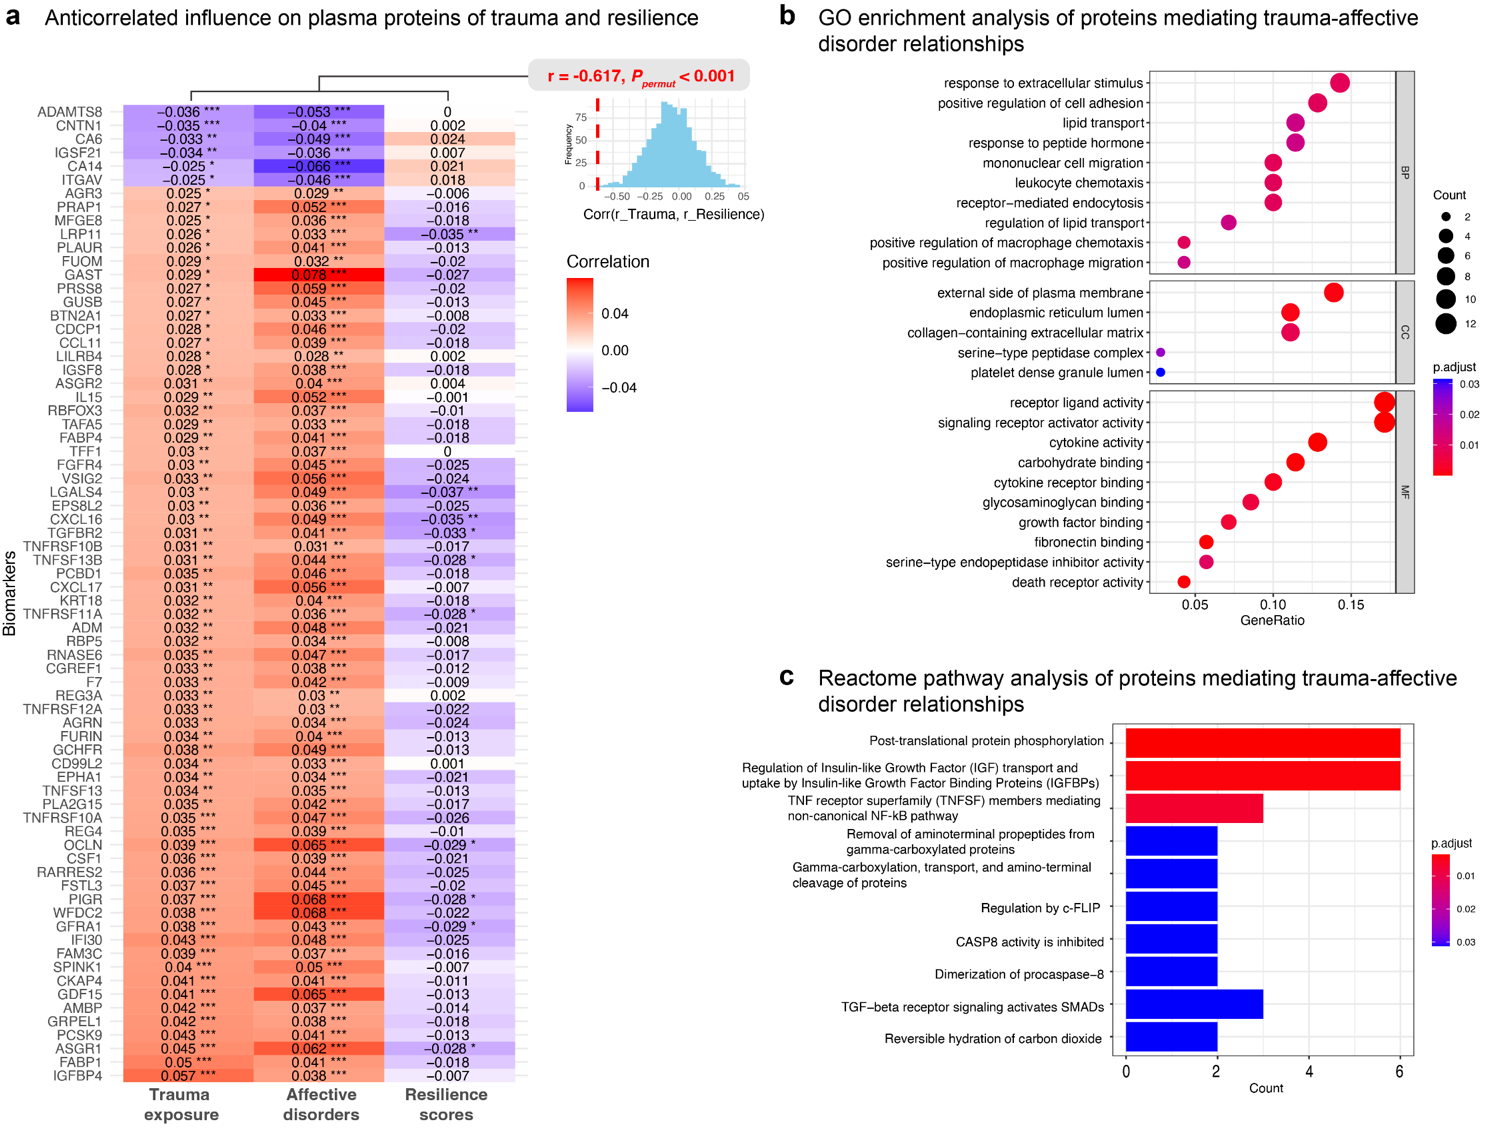 a Anticorrelated influence on plasma proteins of trauma and resilience
r = -0.617, Ppermut < 0.001
Biomarkers
ADAMTS8 −0.036 *** −0.053 *** 0
CNTN1 −0.035 *** −0.04 *** 0.002
CA6 −0.033 ** −0.049 *** 0.024
IGSF21 −0.034 ** −0.036 *** 0.007
CA14 −0.025 * −0.066 *** 0.021
ITGAV −0.025 * −0.046 *** 0.018
AGR3 0.025 * 0.029 ** −0.006
PRAP1 0.027 * 0.052 *** −0.016
MFGE8 0.025 * 0.036 *** −0.018
LRP11 0.026 * 0.033 *** −0.035 **
PLAUR 0.026 * 0.041 *** −0.013
FUOM 0.029 * 0.032 ** −0.02
GAST 0.029 * 0.078 *** −0.027
PRSS8 0.027 * 0.059 *** −0.02
GUSB 0.027 * 0.045 *** −0.013
BTN2A1 0.027 * 0.033 *** −0.008
CDCP1 0.028 * 0.046 *** −0.02
CCL11 0.027 * 0.039 *** −0.018
LILRB4 0.028 * 0.028 ** 0.002
IGSF8 0.028 * 0.038 *** −0.018
ASGR2 0.031 ** 0.04 *** 0.004
IL15 0.029 ** 0.052 *** −0.001
RBFOX3 0.032 ** 0.037 *** −0.01
TAFA5 0.029 ** 0.033 *** −0.018
FABP4 0.029 ** 0.041 *** −0.018
TFF1 0.03 ** 0.037 *** 0
FGFR4 0.03 ** 0.045 *** −0.025
VSIG2 0.033 ** 0.056 *** −0.024
LGALS4 0.03 ** 0.049 *** −0.037 **
EPS8L2 0.03 ** 0.036 *** −0.025
CXCL16 0.03 ** 0.049 *** −0.035 **
TGFBR2 0.031 ** 0.041 *** −0.033 *
TNFRSF10B 0.031 ** 0.031 ** −0.017
TNFSF13B 0.031 ** 0.044 *** −0.028 *
PCBD1 0.035 ** 0.046 *** −0.018
CXCL17 0.031 ** 0.056 *** −0.007
KRT18 0.032 ** 0.04 *** −0.018
TNFRSF11A 0.032 ** 0.036 *** −0.028 *
ADM 0.032 ** 0.048 *** −0.021
RBP5 0.032 ** 0.034 *** −0.008
RNASE6 0.035 ** 0.047 *** −0.017
CGREF1 0.033 ** 0.038 *** −0.012
F7 0.033 ** 0.042 *** −0.009
REG3A 0.033 ** 0.03 ** 0.002
TNFRSF12A 0.033 ** 0.03 ** −0.022
AGRN 0.033 ** 0.034 *** −0.024
FURIN 0.034 ** 0.04 *** −0.013
GCHFR 0.038 ** 0.049 *** −0.013
CD99L2 0.034 ** 0.033 *** 0.001
EPHA1 0.034 ** 0.034 *** −0.021
TNFSF13 0.034 ** 0.035 *** −0.013
PLA2G15 0.035 ** 0.042 *** −0.017
TNFRSF10A 0.035 *** 0.047 *** −0.026
REG4 0.035 *** 0.039 *** −0.01
OCLN 0.039 *** 0.065 *** −0.029 *
CSF1 0.036 *** 0.039 *** −0.021
RARRES2 0.036 *** 0.044 *** −0.025
FSTL3 0.037 *** 0.045 *** −0.02
PIGR 0.037 *** 0.068 *** −0.028 *
WFDC2 0.038 *** 0.068 *** −0.022
GFRA1 0.038 *** 0.043 *** −0.029 *
IFI30 0.043 *** 0.048 *** −0.025
FAM3C 0.039 *** 0.037 *** −0.016
SPINK1 0.04 *** 0.05 *** −0.007
CKAP4 0.041 *** 0.041 *** −0.011
GDF15 0.041 *** 0.065 *** −0.013
AMBP 0.042 *** 0.037 *** −0.014
GRPEL1 0.042 *** 0.038 *** −0.018
PCSK9 0.043 *** 0.041 *** −0.013
ASGR1 0.045 *** 0.062 *** −0.028 *
FABP1 0.05 *** 0.041 *** −0.018
IGFBP4 0.057 *** 0.038 *** −0.007
Trauma exposure
Affective disorders
Resilience scores
Frequency
75
50
25
0
−0.50 −0.25 0.00 0.25 05
Corr(r_Trauma, r_Resilience)
Correlation
0.04
0.00
−0.04
b GO enrichment analysis of proteins mediating trauma-affective
disorder relationships
response to extracellular stimulus
positive regulation of cell adhesion
lipid transport
response to peptide hormone
mononuclear cell migration
leukocyte chemotaxis
receptor−mediated endocytosis
regulation of lipid transport
positive regulation of macrophage chemotaxis
positive regulation of macrophage migration
BP
external side of plasma membrane
endoplasmic reticulum lumen
collagen−containing extracellular matrix
serine−type peptidase complex
platelet dense granule lumen
CC
receptor ligand activity
signaling receptor activator activity
cytokine activity
carbohydrate binding
cytokine receptor binding
glycosaminoglycan binding
growth factor binding
fibronectin binding
serine−type endopeptidase inhibitor activity
death receptor activity
MF
0.05 0.10 0.15
GeneRatio
Count
2
4
6
8
10
12
p.adjust
0.03
0.02
0.01
c Reactome pathway analysis of proteins mediating trauma-affective
disorder relationships
Post−translational protein phosphorylation
Regulation of Insulin−like Growth Factor (IGF) transport and
uptake by Insulin−like Growth Factor Binding Proteins (IGFBPs)
TNF receptor superfamily (TNFSF) members mediating
non−canonical NF−kB pathway
Removal of aminoterminal propeptides from
gamma−carboxylated proteins
Gamma−carboxylation, transport, and amino−terminal
cleavage of proteins
Regulation by c−FLIP
CASP8 activity is inhibited
Dimerization of procaspase−8
TGF−beta receptor signaling activates SMADs
Reversible hydration of carbon dioxide
0 2 4 6
Count
p.adjust
0.01
0.02
0.03